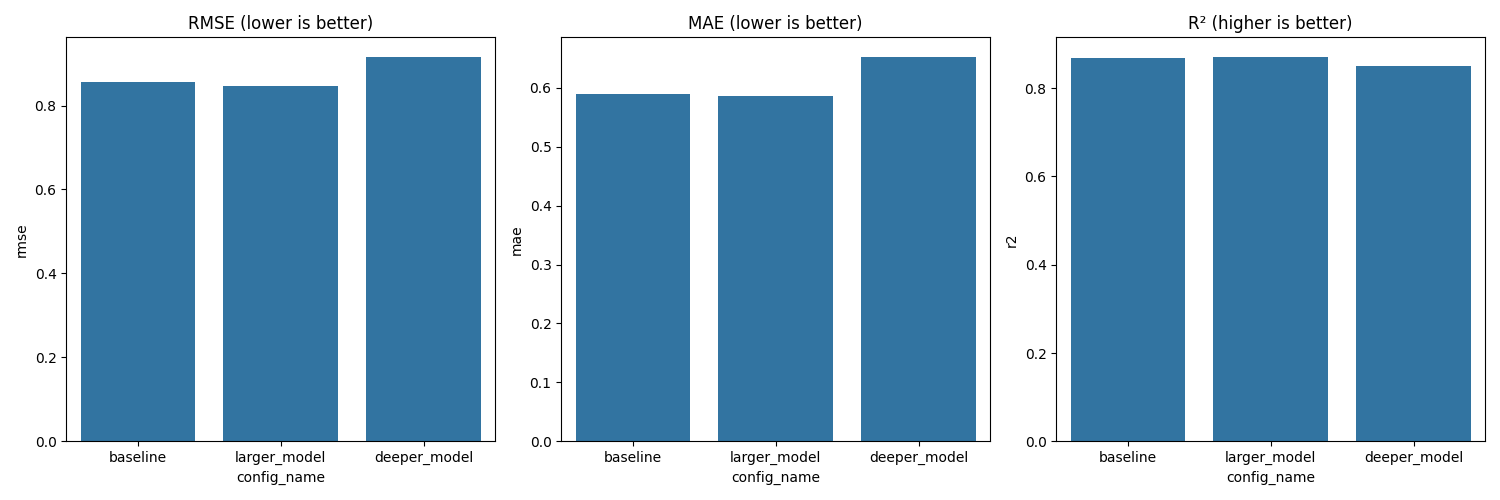 RMSE (lower is better)
rmse
0.8
0.6
0.4
0.2
0.0
baseline
larger_model
deeper_model
config_name
MAE (lower is better)
mae
0.6
0.5
0.4
0.3
0.2
0.1
0.0
baseline
larger_model
deeper_model
config_name
R² (higher is better)
r2
0.8
0.6
0.4
0.2
0.0
baseline
larger_model
deeper_model
config_name